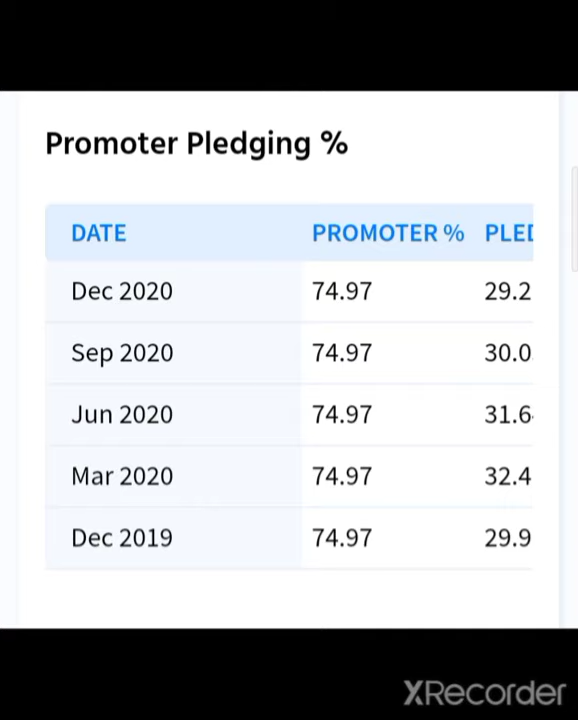 Promoter Pledging %
DATE PROMOTER % PLED
Dec 2020 74.97 29.2
Sep 2020 74.97 30.0
Jun 2020 74.97 31.6
Mar 2020 74.97 32.4
Dec 2019 74.97 29.9
XRecorder